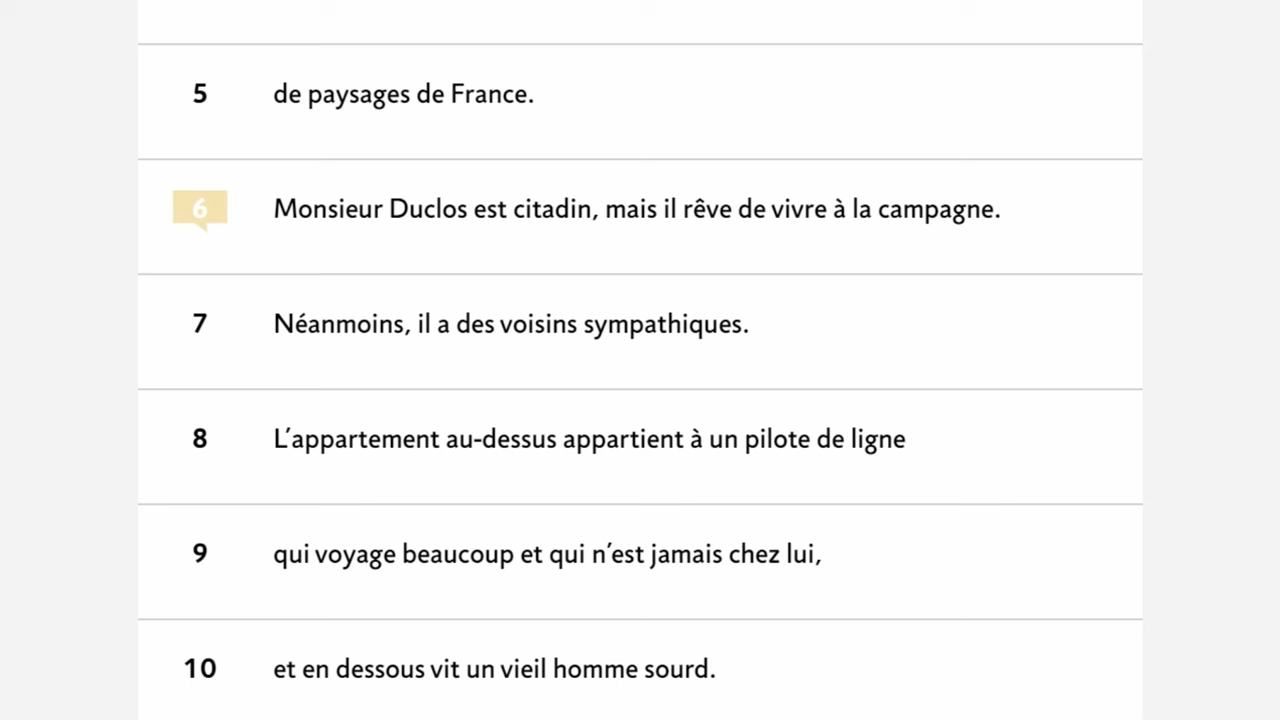 5 de paysages de France.
6 Monsieur Duclos est citadin, mais il rêve de vivre à la campagne.
7 Néanmoins, il a des voisins sympathiques.
8 L’appartement au-dessus appartient à un pilote de ligne
9 qui voyage beaucoup et qui n’est jamais chez lui,
10 et en dessous vit un vieil homme sourd.